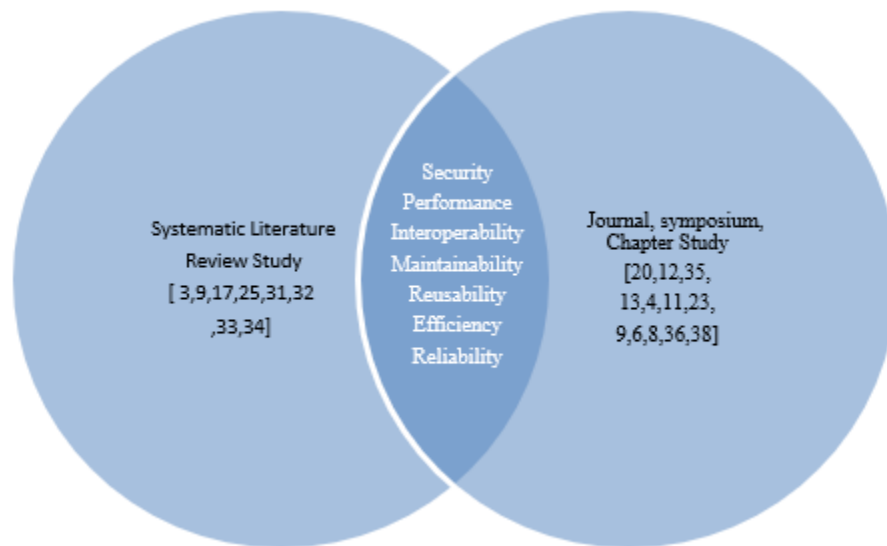 Systematic Literature
Review Study
[ 3,9,17,25,31,32
,33,34]
Security
Performance
Interoperability
Maintainability
Reusability
Efficiency
Reliability
Journal, symposium,
Chapter Study
[20,12,35,
13,4,11,23,
9,6,8,36,38]